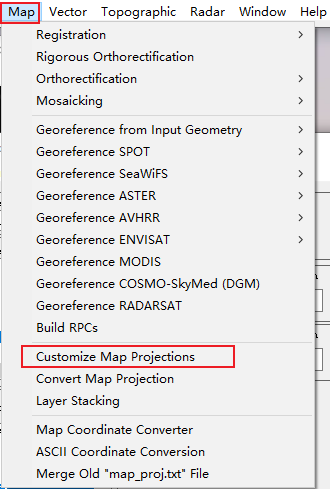 Map Vector Topographic Radar Window Help
Registration
Rigorous Orthorectification
Orthorectification
Mosaicking
Georeference from Input Geometry
Georeference SPOT
Georeference SeaWiFS
Georeference ASTER
Georeference AVHRR
Georeference ENVISAT
Georeference MODIS
Georeference COSMO-SkyMed (DGM)
Georeference RADARSAT
Build RPCs
Customize Map Projections
Convert Map Projection
Layer Stacking
Map Coordinate Converter
ASCII Coordinate Conversion
Merge Old "map_proj.txt" File